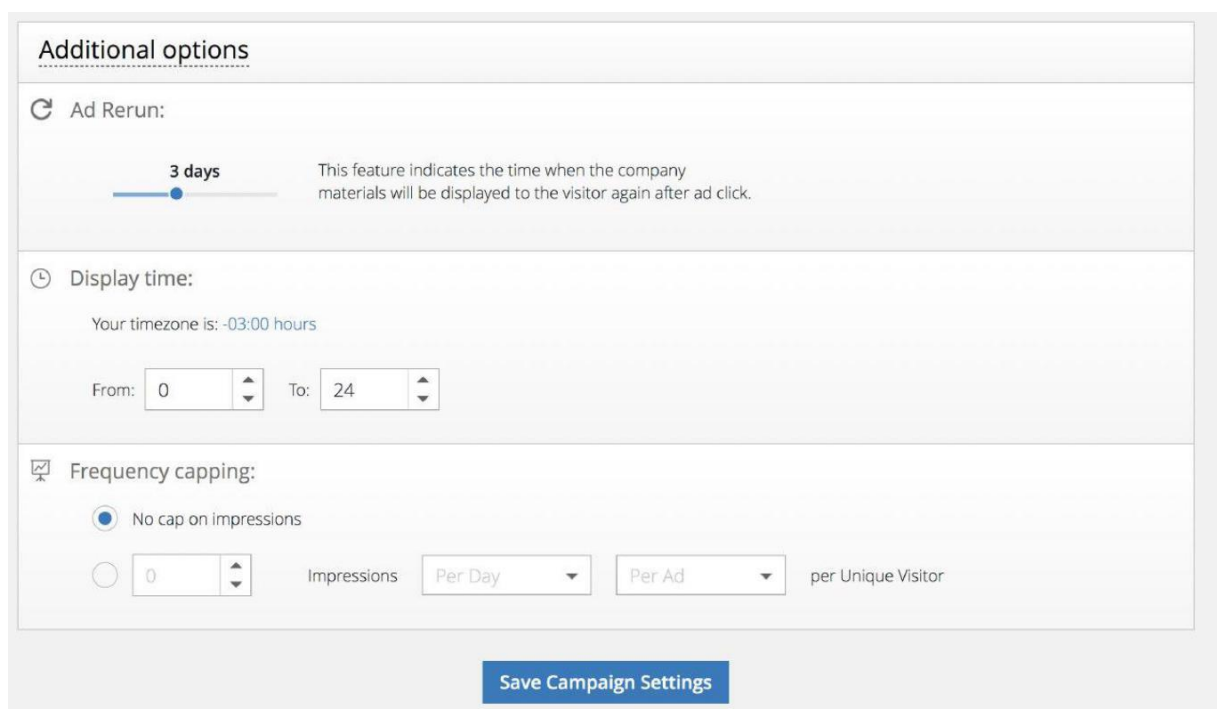 Additional options
Ad Rerun:
3 days
This feature indicates the time when the company
materials will be displayed to the visitor again after ad click.
Display time:
Your timezone is: -03:00 hours
From: 0 To: 24
Frequency capping:
No cap on impressions
0 Impressions Per Day Per Ad per Unique Visitor
Save Campaign Settings